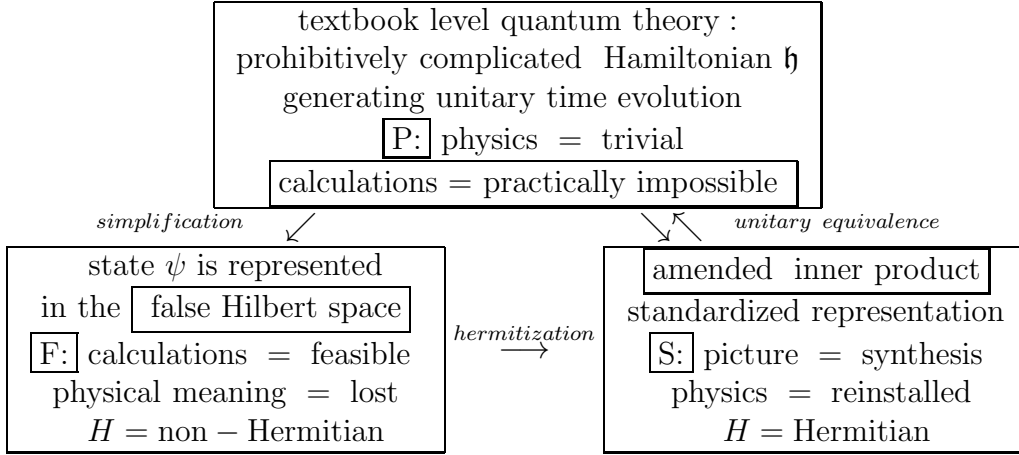 textbook level quantum theory :
prohibitively complicated Hamiltonian 𝔥
generating unitary time evolution
P: physics = trivial
calculations = practically impossible
simplification
unitary equivalence
state ψ is represented
in the false Hilbert space
F: calculations = feasible
physical meaning = lost
H = non − Hermitian
hermitization
amended inner product
standardized representation
S: picture = synthesis
physics = reinstalled
H = Hermitian